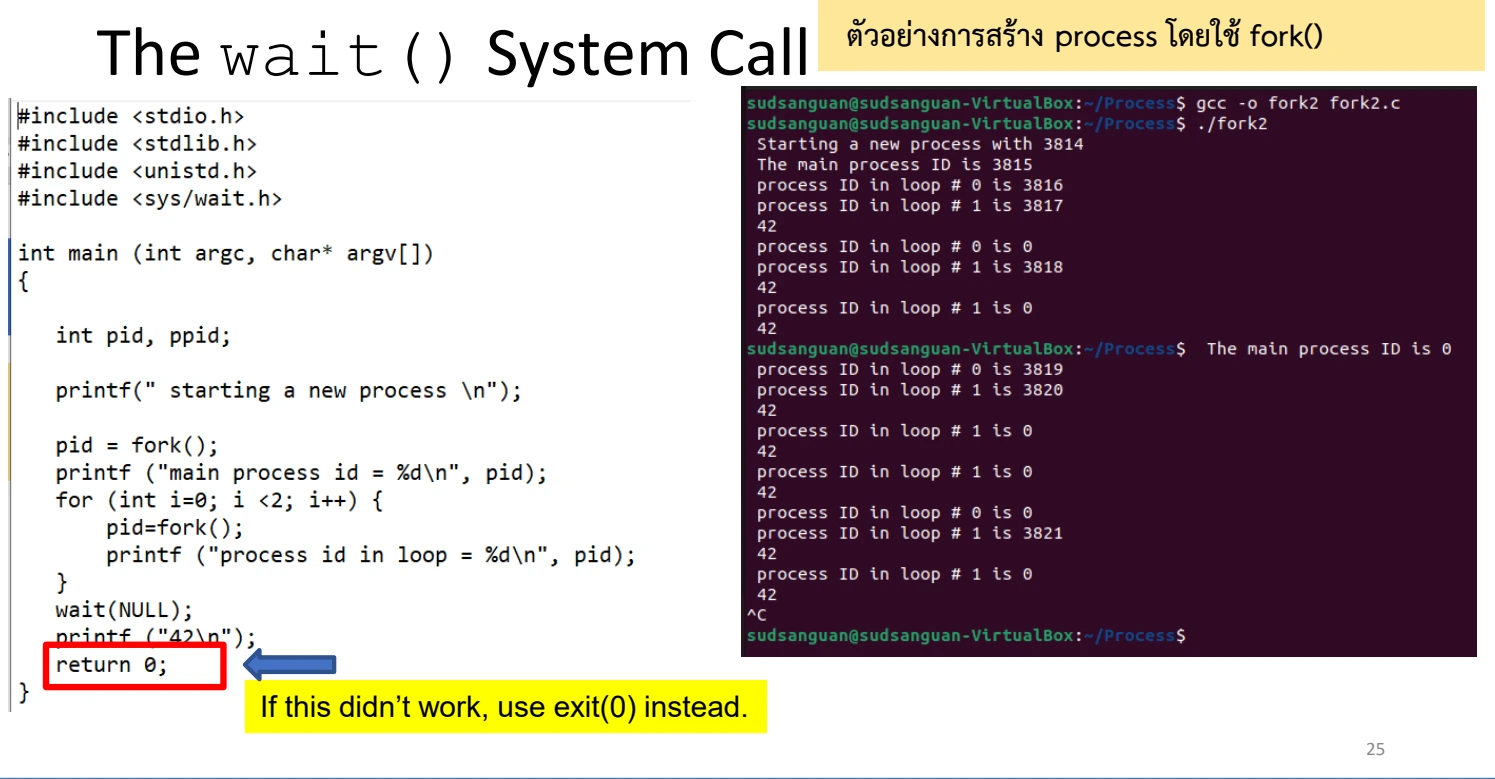 The wait() System Call
ตัวอย่างการสร้าง process โดยใช้ fork()
#include <stdio.h>
#include <stdlib.h>
#include <unistd.h>
#include <sys/wait.h>
int main (int argc, char* argv[])
{
int pid, ppid;
printf(" starting a new process \n");
pid = fork();
printf ("main process id = %d\n", pid);
for (int i=0; i <2; i++) {
pid=fork();
printf ("process id in loop = %d\n", pid);
}
wait(NULL);
printf ("42\n");
return 0;
}
If this didn't work, use exit(0) instead.
sudsanguan@sudsanguan-VirtualBox:~/Process$ gcc -o fork2 fork2.c
sudsanguan@sudsanguan-VirtualBox:~/Process$ ./fork2
Starting a new process with 3814
The main process ID is 3815
process ID in loop # 0 is 3816
process ID in loop # 1 is 3817
42
process ID in loop # 0 is 0
process ID in loop # 1 is 3818
42
process ID in loop # 1 is 0
42
sudsanguan@sudsanguan-VirtualBox:~/Process$ The main process ID is 0
process ID in loop # 0 is 3819
process ID in loop # 1 is 3820
42
process ID in loop # 1 is 0
42
process ID in loop # 1 is 0
42
process ID in loop # 0 is 0
process ID in loop # 1 is 3821
42
process ID in loop # 1 is 0
42
^C
sudsanguan@sudsanguan-VirtualBox:~/Process$
25